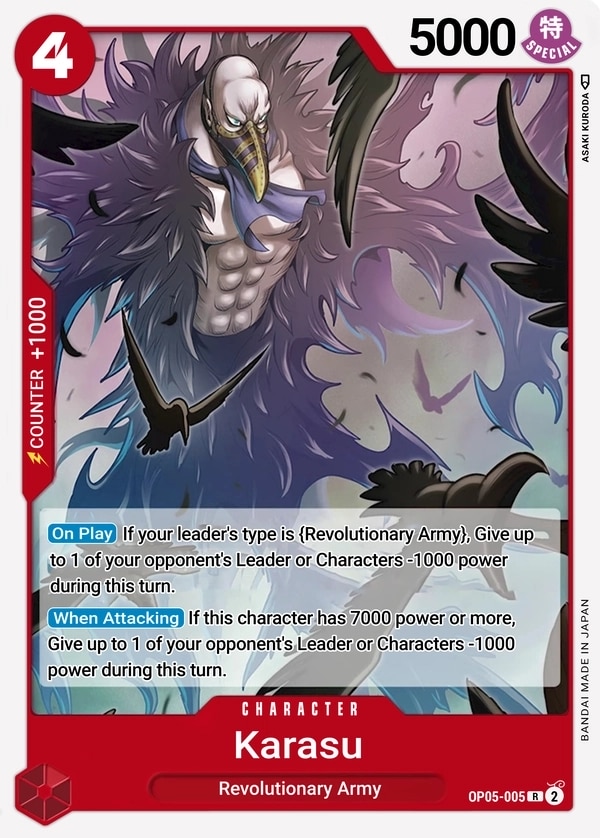 4
5000
特
SPECIAL
ASAKI KURODA
COUNTER +1000
On Play If your leader's type is {Revolutionary Army}, Give up
to 1 of your opponent's Leader or Characters -1000 power
during this turn.
When Attacking If this character has 7000 power or more,
Give up to 1 of your opponent's Leader or Characters -1000
power during this turn.
BANDAI MADE IN JAPAN
CHARACTER
Karasu
Revolutionary Army
OP05-005 R 2